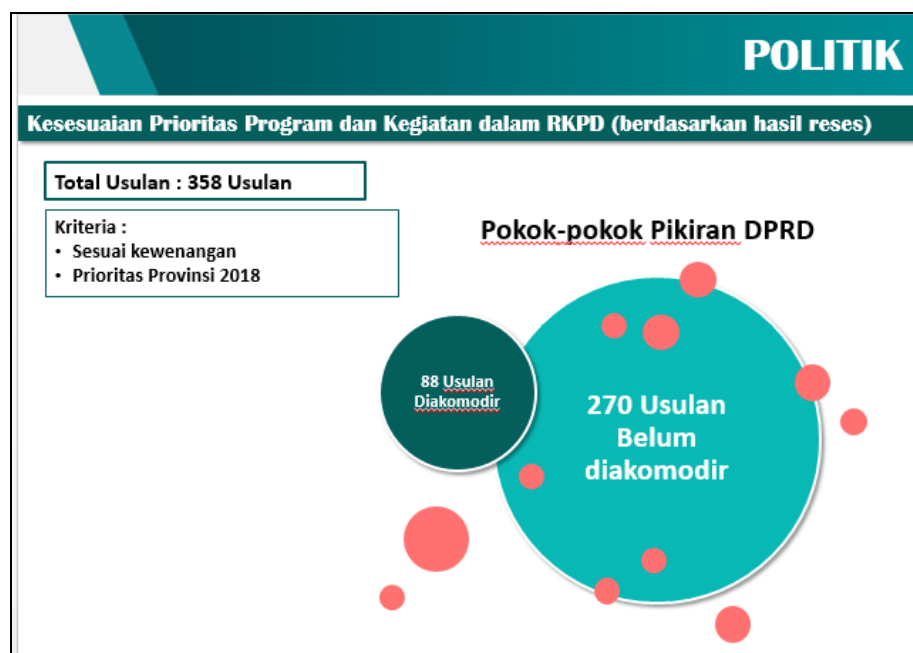 POLITIK
Kesesuaian Prioritas Program dan Kegiatan dalam RKPD (berdasarkan hasil reses)
Total Usulan : 358 Usulan
Kriteria :
• Sesuai kewenangan
• Prioritas Provinsi 2018
Pokok-pokok Pikiran DPRD
88 Usulan
Diakomodir
270 Usulan
Belum
diakomodir